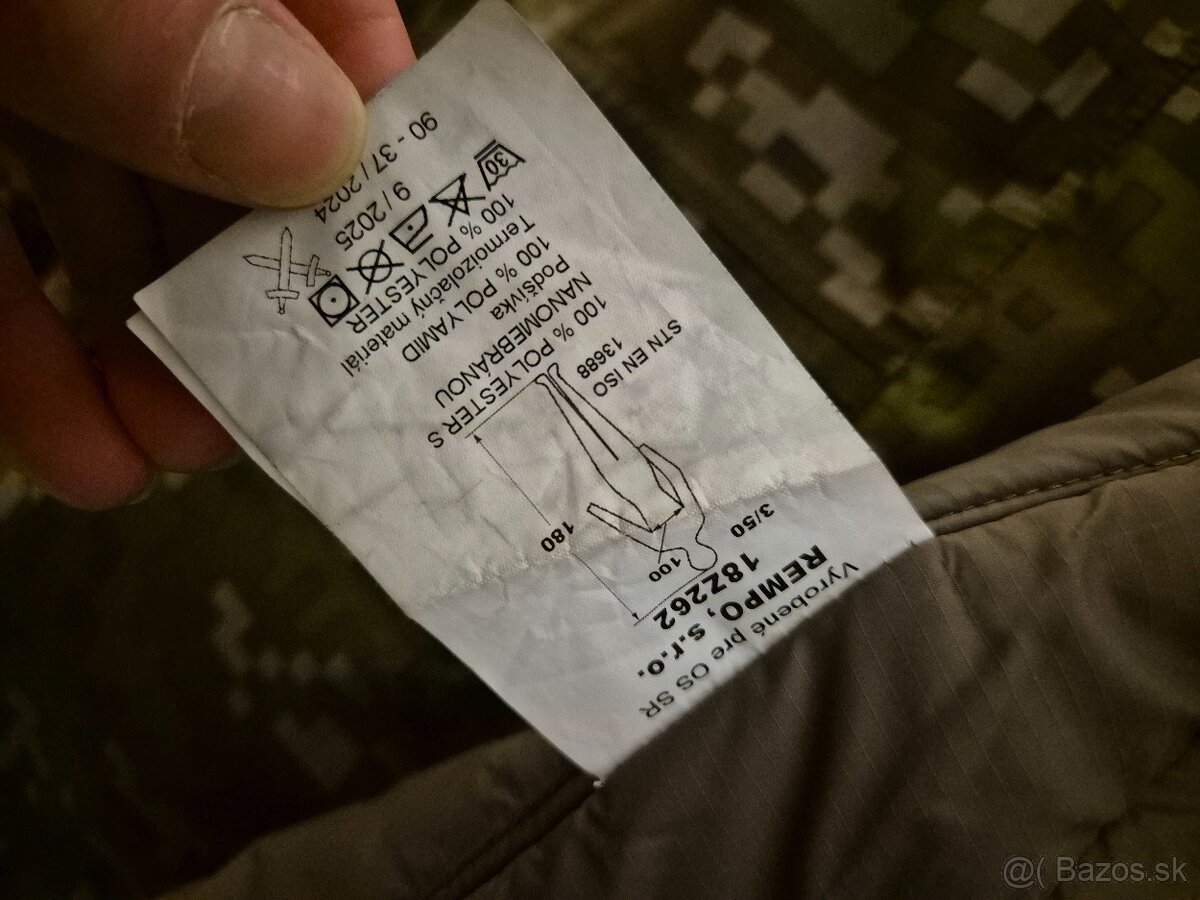 Vyrobené pre OS SR
REMPO, s.r.o.
18Z262
3/50
100
180
STN EN ISO
13688
100 % POLYESTER S
NANOMEBRÁNOU
Podšívka
100 % POLYAMID
Termoizolačný materiál
100 % POLYESTER
30
9 / 2025
90 - 37 / 2024
@( Bazos.sk